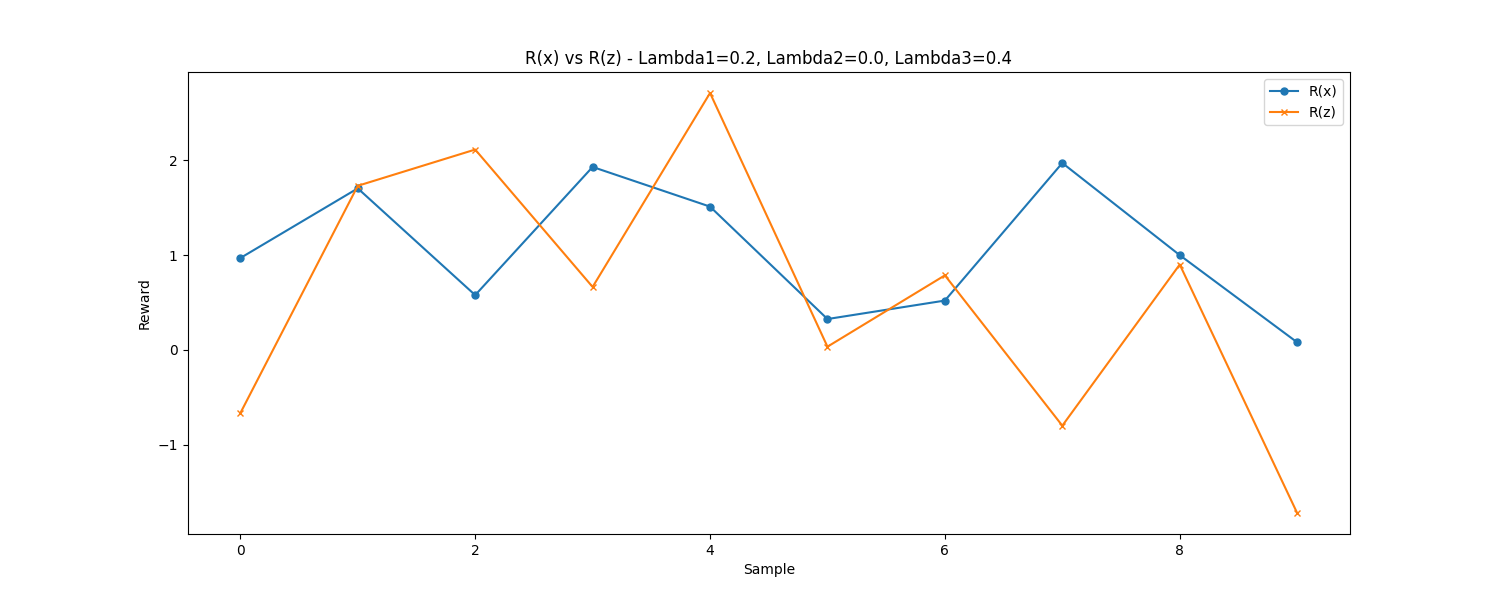 R(x) vs R(z) - Lambda1=0.2, Lambda2=0.0, Lambda3=0.4
R(x)
R(z)
2
1
0
−1
Reward
0 2 4 6 8
Sample